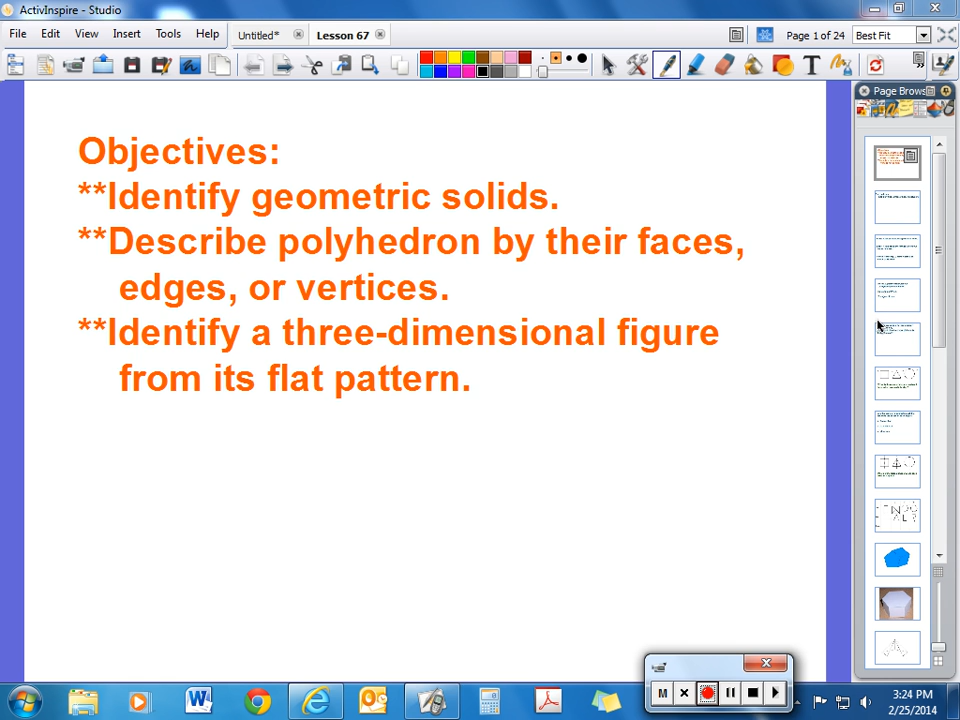 ActivInspire - Studio
File Edit View Insert Tools Help
Untitled* Lesson 67
Page 1 of 24 Best Fit
Page Brows
Objectives:
**Identify geometric solids.
**Describe polyhedron by their faces,
edges, or vertices.
**Identify a three-dimensional figure
from its flat pattern.
M
3:24 PM
2/25/2014